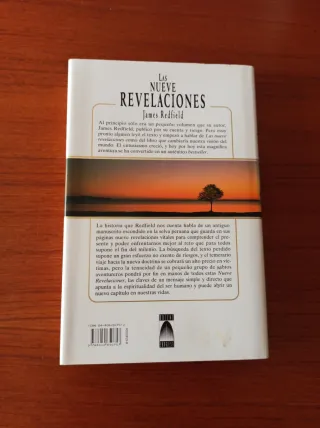 LAS
NUEVE
REVELACIONES
James Redfield
Al principio sólo era un pequeño volumen que su autor,
James Redfield, publicó por su cuenta y riesgo. Pero muy
pronto alguien leyó el texto y empezó a hablar de Las nueve
revelaciones como del libro que cambiaría nuestra visión del
mundo. El entusiasmo creció, y hoy por hoy esta magnífica
aventura se ha convertido en un auténtico bestseller.
La historia que Redfield nos cuenta habla de un antiguo
manuscrito escondido en la selva peruana que guarda en sus
páginas nueve revelaciones vitales para comprender el pre-
sente y poder enfrentarnos mejor al reto que para todos
supone el fin del milenio. La búsqueda del texto perdido
supone un gran esfuerzo no exento de riesgos, y el temerario
viaje hacia la nueva doctrina se cobrará un alto precio en víc-
timas, pero la tenacidad de un pequeño grupo de sabios
aventureros pondrá por fin en manos de todos estas Nueve
Revelaciones, las claves de un mensaje simple y directo que
apunta a la espiritualidad del ser humano y puede abrir un
nuevo capítulo en nuestras vidas.